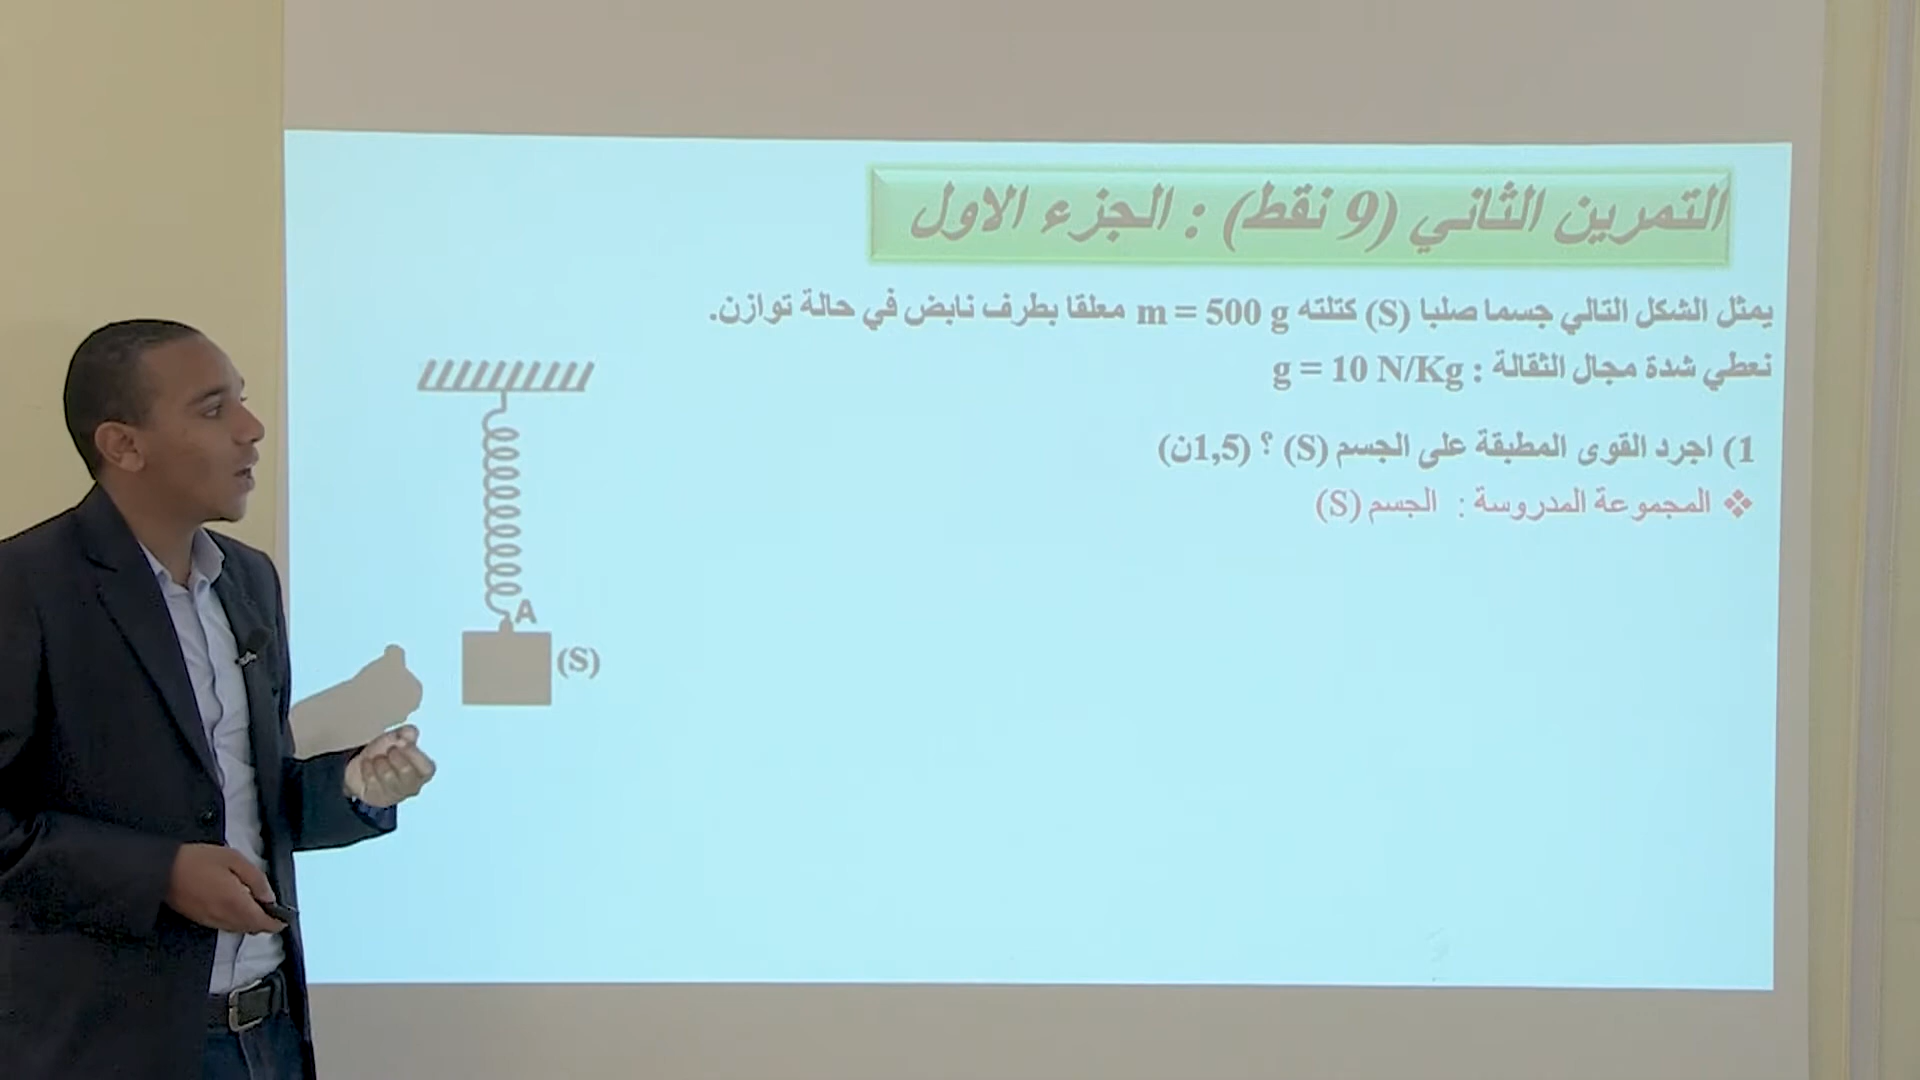 التمرين الثاني (9 نقط) : الجزء الاول
يمثل الشكل التالي جسما صلبا (S) كتلته m = 500 g معلقا بطرف نابض في حالة توازن.
نعطي شدة مجال الثقالة : g = 10 N/Kg
1) اجرد القوى المطبقة على الجسم (S) ؟ (1,5ن)
❖ المجموعة المدروسة : الجسم (S)
A
(S)